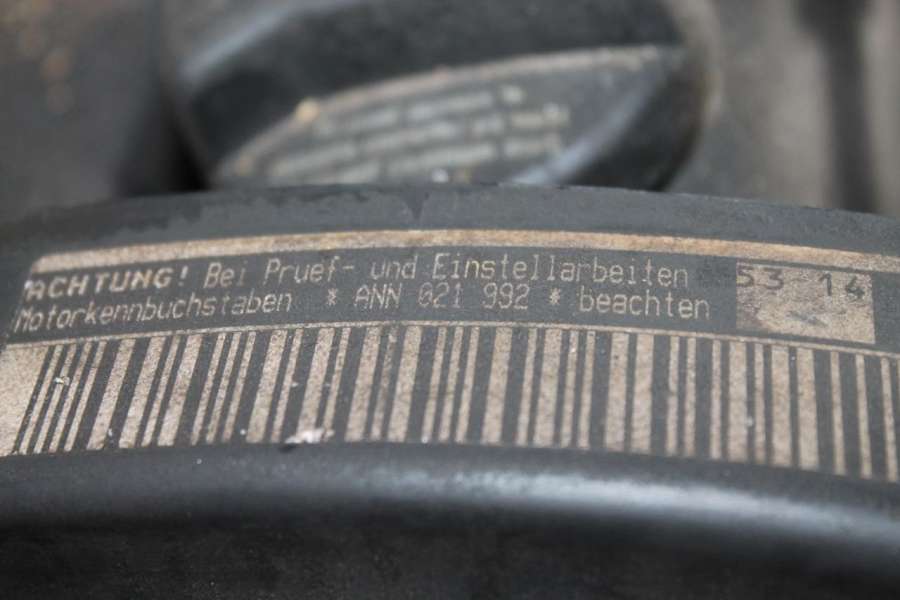 ACHTUNG! Bei Pruef- und Einstellarbeiten
Motorkennbuchstaben * ANN 021 992 * beachten
53 14